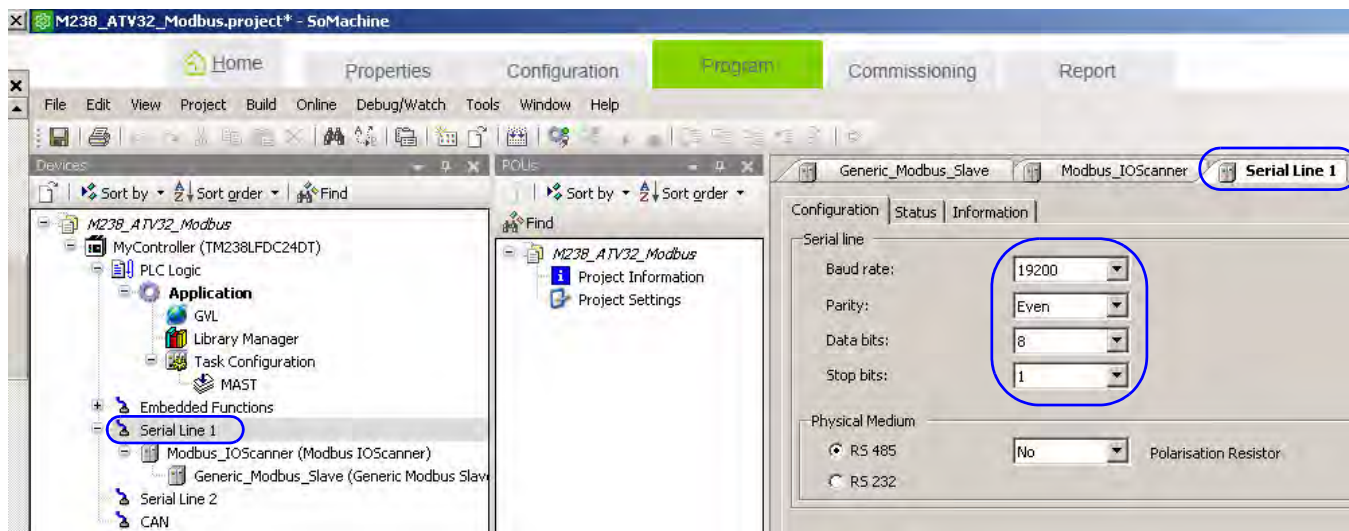 M238_ATV32_Modbus.project* - SoMachine
Home Properties Configuration Program Commissioning Report
File Edit View Project Build Online Debug/Watch Tools Window Help
Devices
Sort by Sort order Find
M238_ATV32_Modbus
MyController (TM238LFDC24DT)
PLC Logic
Application
GVL
Library Manager
Task Configuration
MAST
Embedded Functions
Serial Line 1
Modbus_IOScanner (Modbus IOScanner)
Generic_Modbus_Slave (Generic Modbus Slav
Serial Line 2
CAN
POUs
Sort by Sort order
Find
M238_ATV32_Modbus
Project Information
Project Settings
Generic_Modbus_Slave Modbus_IOScanner Serial Line 1
Configuration Status Information
Serial line
Baud rate: 19200
Parity: Even
Data bits: 8
Stop bits: 1
Physical Medium
RS 485 No Polarisation Resistor
RS 232